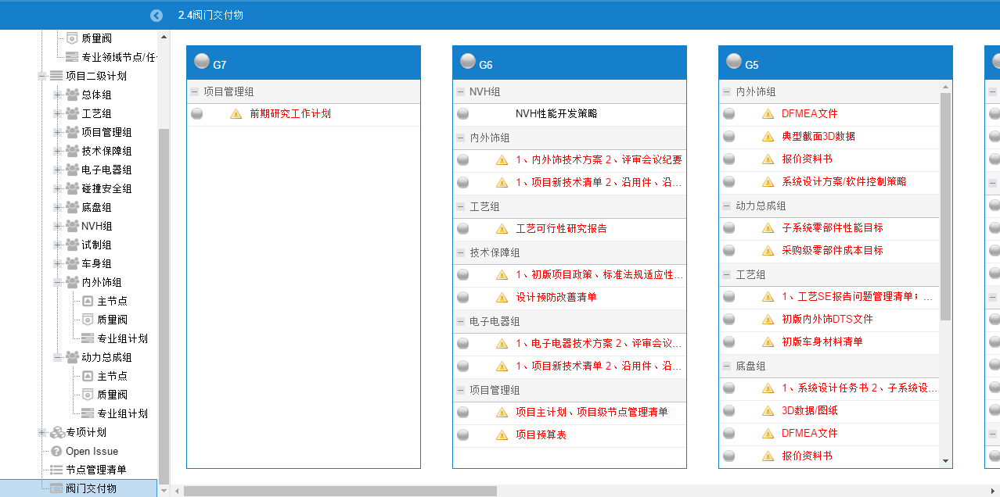 2.4阀门交付物
质量阀
专业领域节点/任
项目二级计划
总体组
工艺组
项目管理组
技术保障组
电子电器组
碰撞安全组
底盘组
NVH组
试制组
车身组
内外饰组
主节点
质量阀
专业组计划
动力总成组
主节点
质量阀
专业组计划
专项计划
Open Issue
节点管理清单
阀门交付物
G7
项目管理组
前期研究工作计划
G6
NVH组
NVH性能开发策略
内外饰组
1、内外饰技术方案 2、评审会议纪要
1、项目新技术清单 2、沿用件、沿...
工艺组
工艺可行性研究报告
技术保障组
1、初版项目政策、标准法规适应性...
设计预防改善清单
电子电器组
1、电子电器技术方案 2、评审会议...
1、项目新技术清单 2、沿用件、沿...
项目管理组
项目主计划、项目级节点管理清单
项目预算表
G5
内外饰组
DFMEA文件
典型截面3D数据
报价资料书
系统设计方案/软件控制策略
动力总成组
子系统零部件性能目标
采购级零部件成本目标
工艺组
1、工艺SE报告问题管理清单；...
初版内外饰DTS文件
初版车身材料清单
底盘组
1、系统设计任务书 2、子系统设...
3D数据/图纸
DFMEA文件
报价资料书